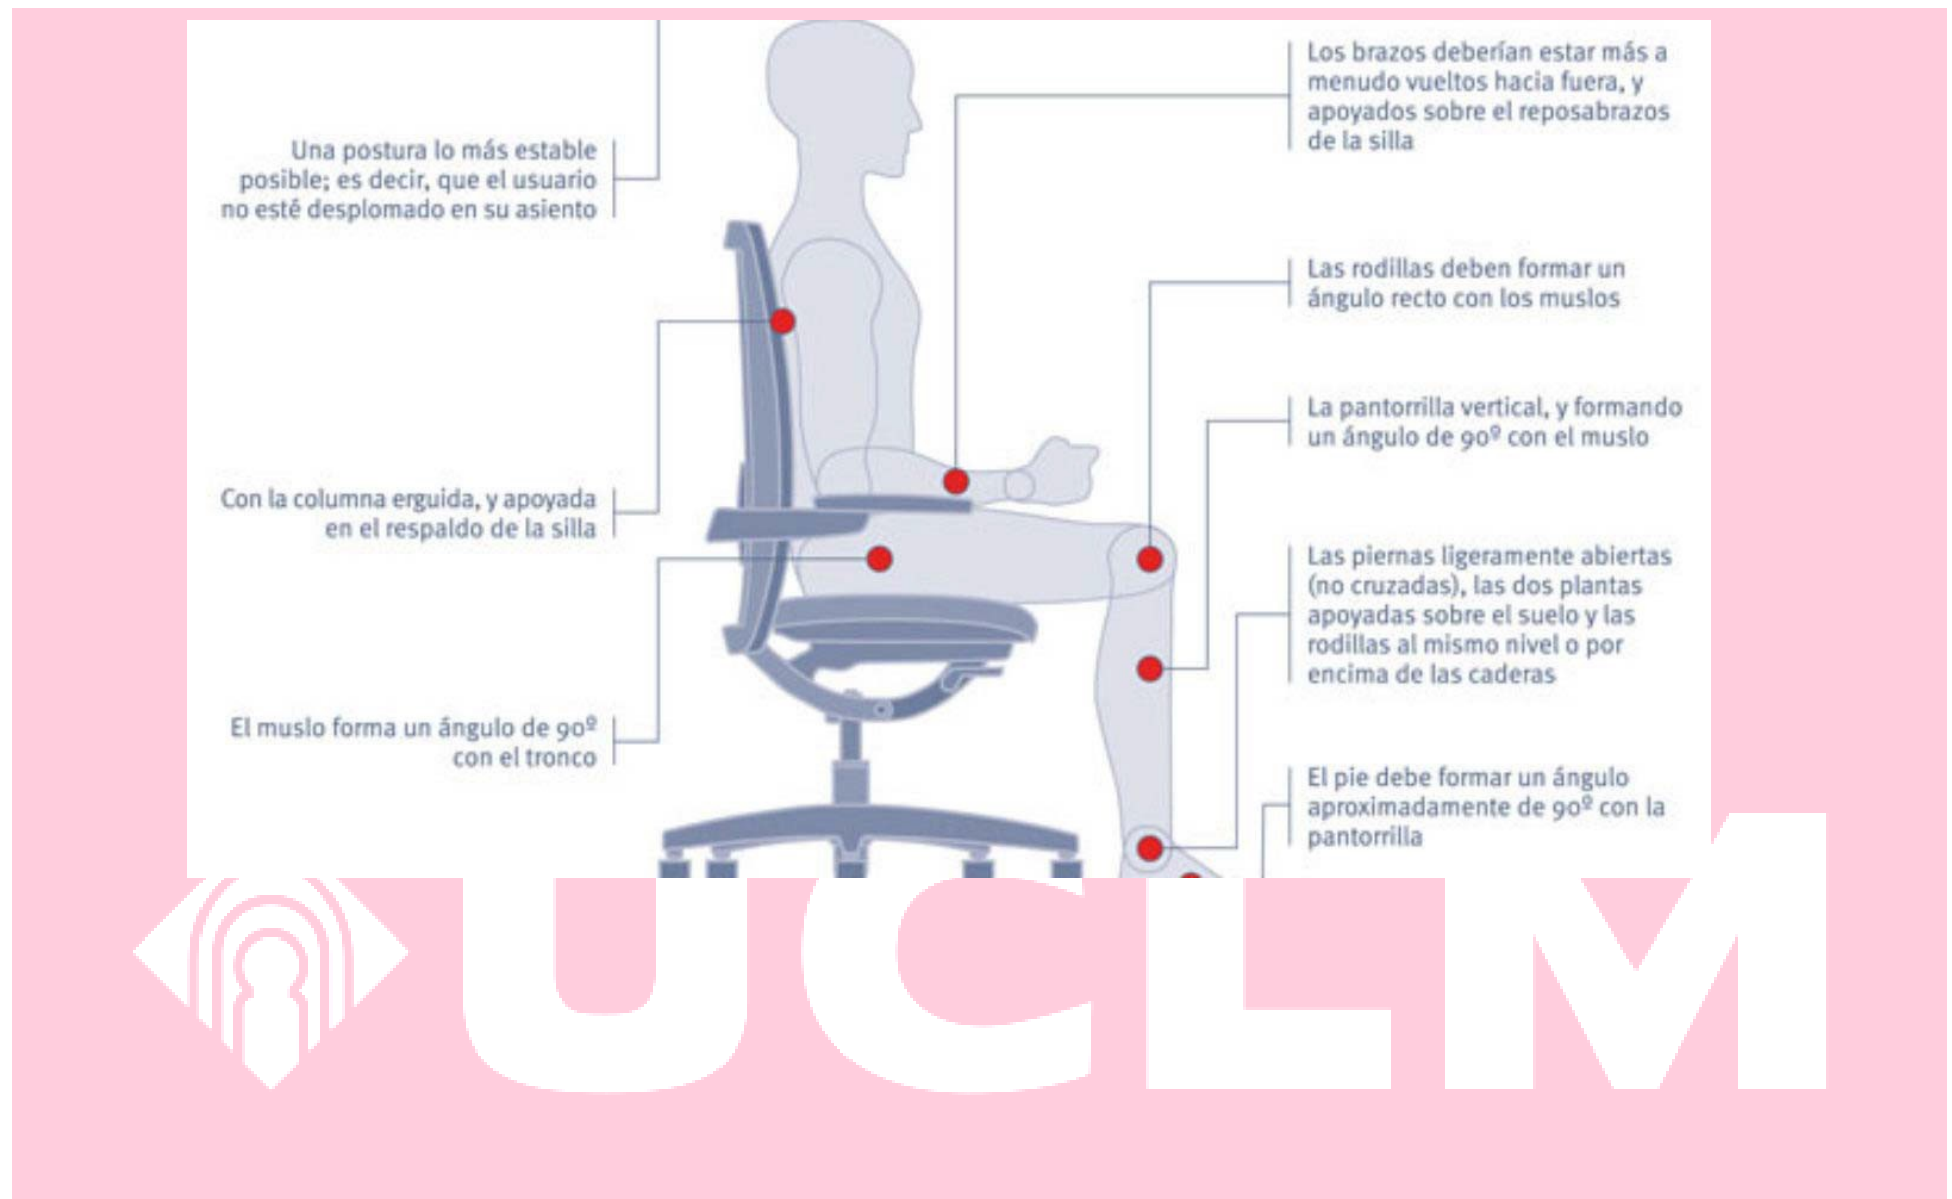 Una postura lo más estable
posible; es decir, que el usuario
no esté desplomado en su asiento
Con la columna erguida, y apoyada
en el respaldo de la silla
El muslo forma un ángulo de 90º
con el tronco
Los brazos deberían estar más a
menudo vueltos hacia fuera, y
apoyados sobre el reposabrazos
de la silla
Las rodillas deben formar un
ángulo recto con los muslos
La pantorrilla vertical, y formando
un ángulo de 90º con el muslo
Las piernas ligeramente abiertas
(no cruzadas), las dos plantas
apoyadas sobre el suelo y las
rodillas al mismo nivel o por
encima de las caderas
El pie debe formar un ángulo
aproximadamente de 90º con la
pantorrilla
UCLM